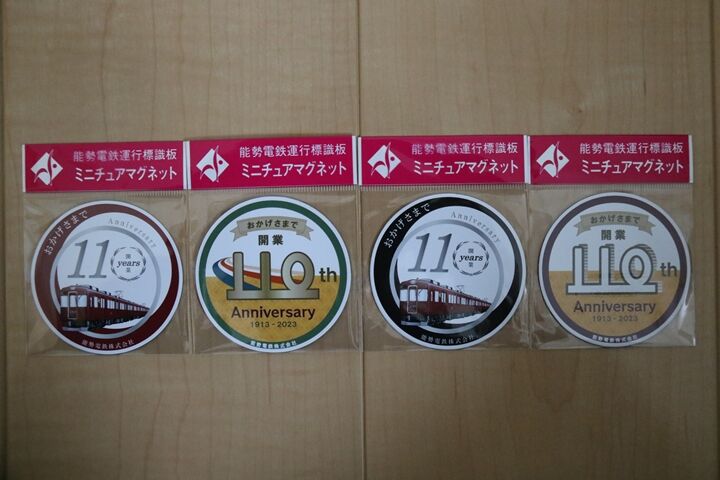 能勢電鉄運行標識板
ミニチュアマグネット
おかげさまで
Anniversary
110
開業
years
能勢電鉄株式会社
能勢電鉄運行標識板
ミニチュアマグネット
おかげさまで
開業
110th
Anniversary
1913 - 2023
能勢電鉄株式会社
能勢電鉄運行標識板
ミニチュアマグネット
おかげさまで
Anniversary
110
開業
years
能勢電鉄株式会社
能勢電鉄運行標識板
ミニチュアマグネット
おかげさまで
開業
110th
Anniversary
1913 - 2023
能勢電鉄株式会社